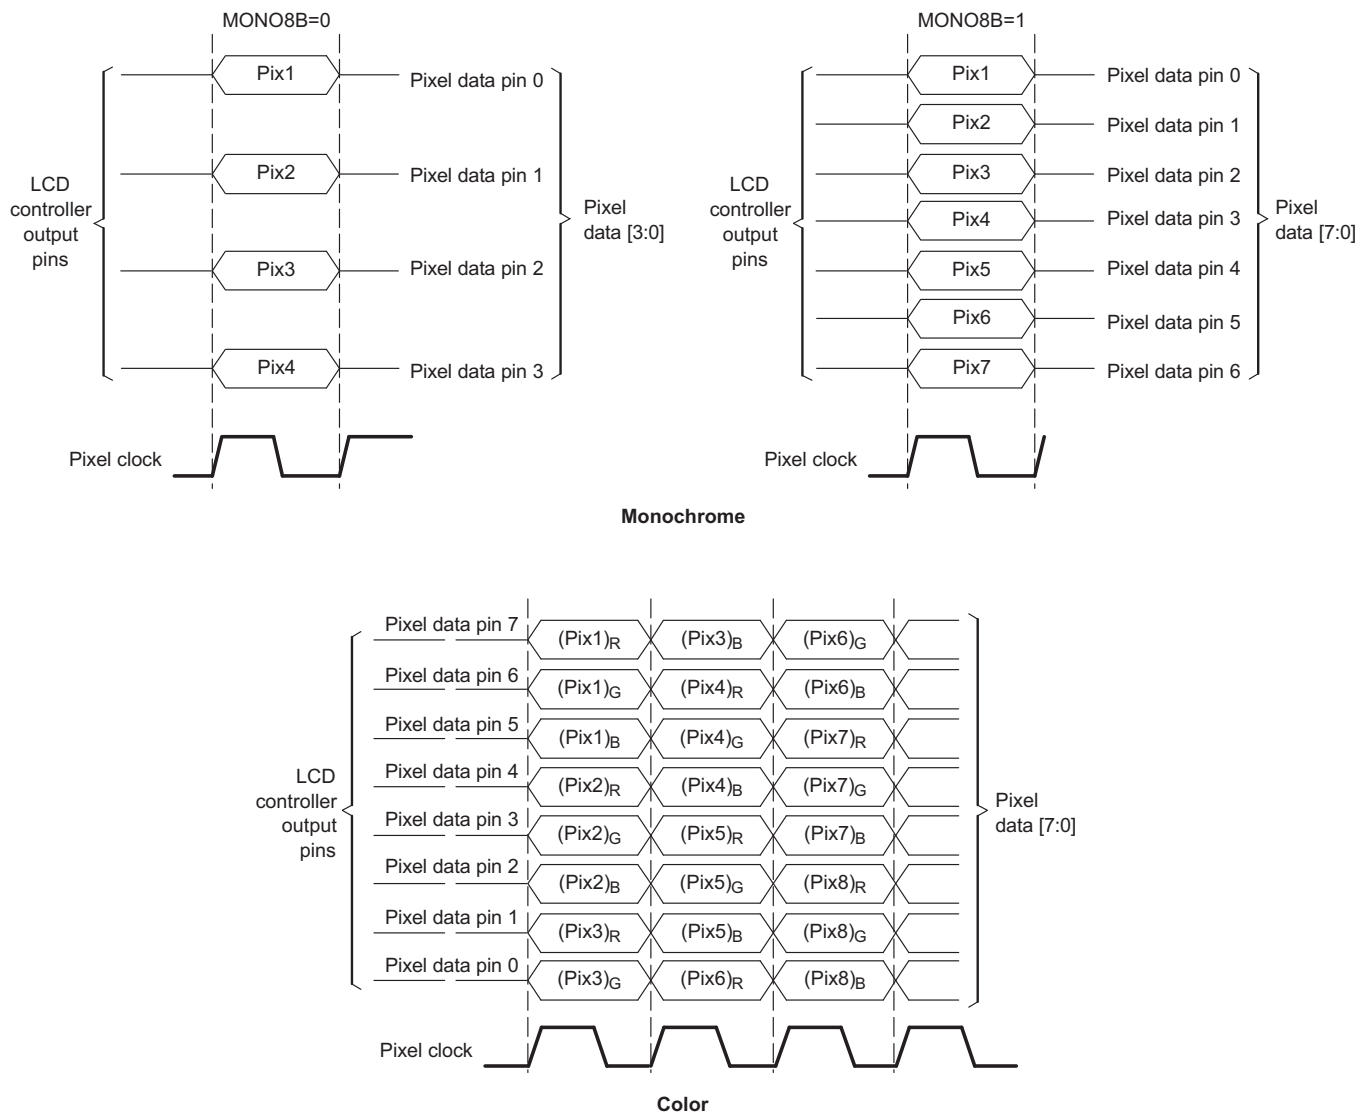 MONO8B=0
Pix1
Pixel data pin 0
Pix2
Pixel data pin 1
LCD
controller
output
pins
Pixel
data [3:0]
Pix3
Pixel data pin 2
Pix4
Pixel data pin 3
Pixel clock
MONO8B=1
Pix1
Pixel data pin 0
Pix2
Pixel data pin 1
Pix3
Pixel data pin 2
LCD
controller
output
pins
Pix4
Pixel data pin 3
Pixel
data [7:0]
Pix5
Pixel data pin 4
Pix6
Pixel data pin 5
Pix7
Pixel data pin 6
Pixel clock
Monochrome
Pixel data pin 7 (Pix1)R (Pix3)B (Pix6)G
Pixel data pin 6 (Pix1)G (Pix4)R (Pix6)B
Pixel data pin 5 (Pix1)B (Pix4)G (Pix7)R
LCD
controller
output
pins
Pixel data pin 4 (Pix2)R (Pix4)B (Pix7)G
Pixel data pin 3 (Pix2)G (Pix5)R (Pix7)B
Pixel
data [7:0]
Pixel data pin 2 (Pix2)B (Pix5)G (Pix8)R
Pixel data pin 1 (Pix3)R (Pix5)B (Pix8)G
Pixel data pin 0 (Pix3)G (Pix6)R (Pix8)B
Pixel clock
Color